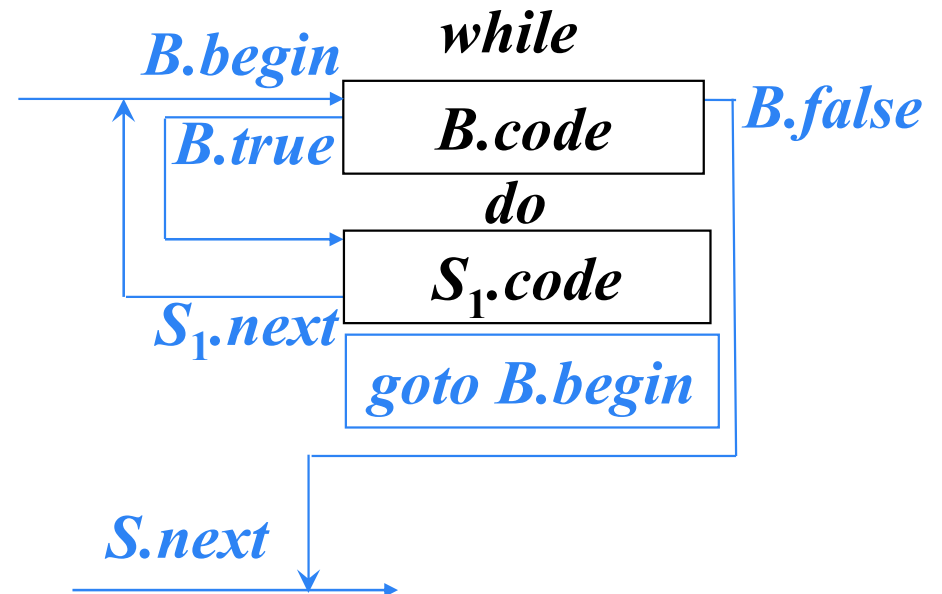 while
B.begin
B.code
B.false
B.true
do
S₁.code
S₁.next
goto B.begin
S.next